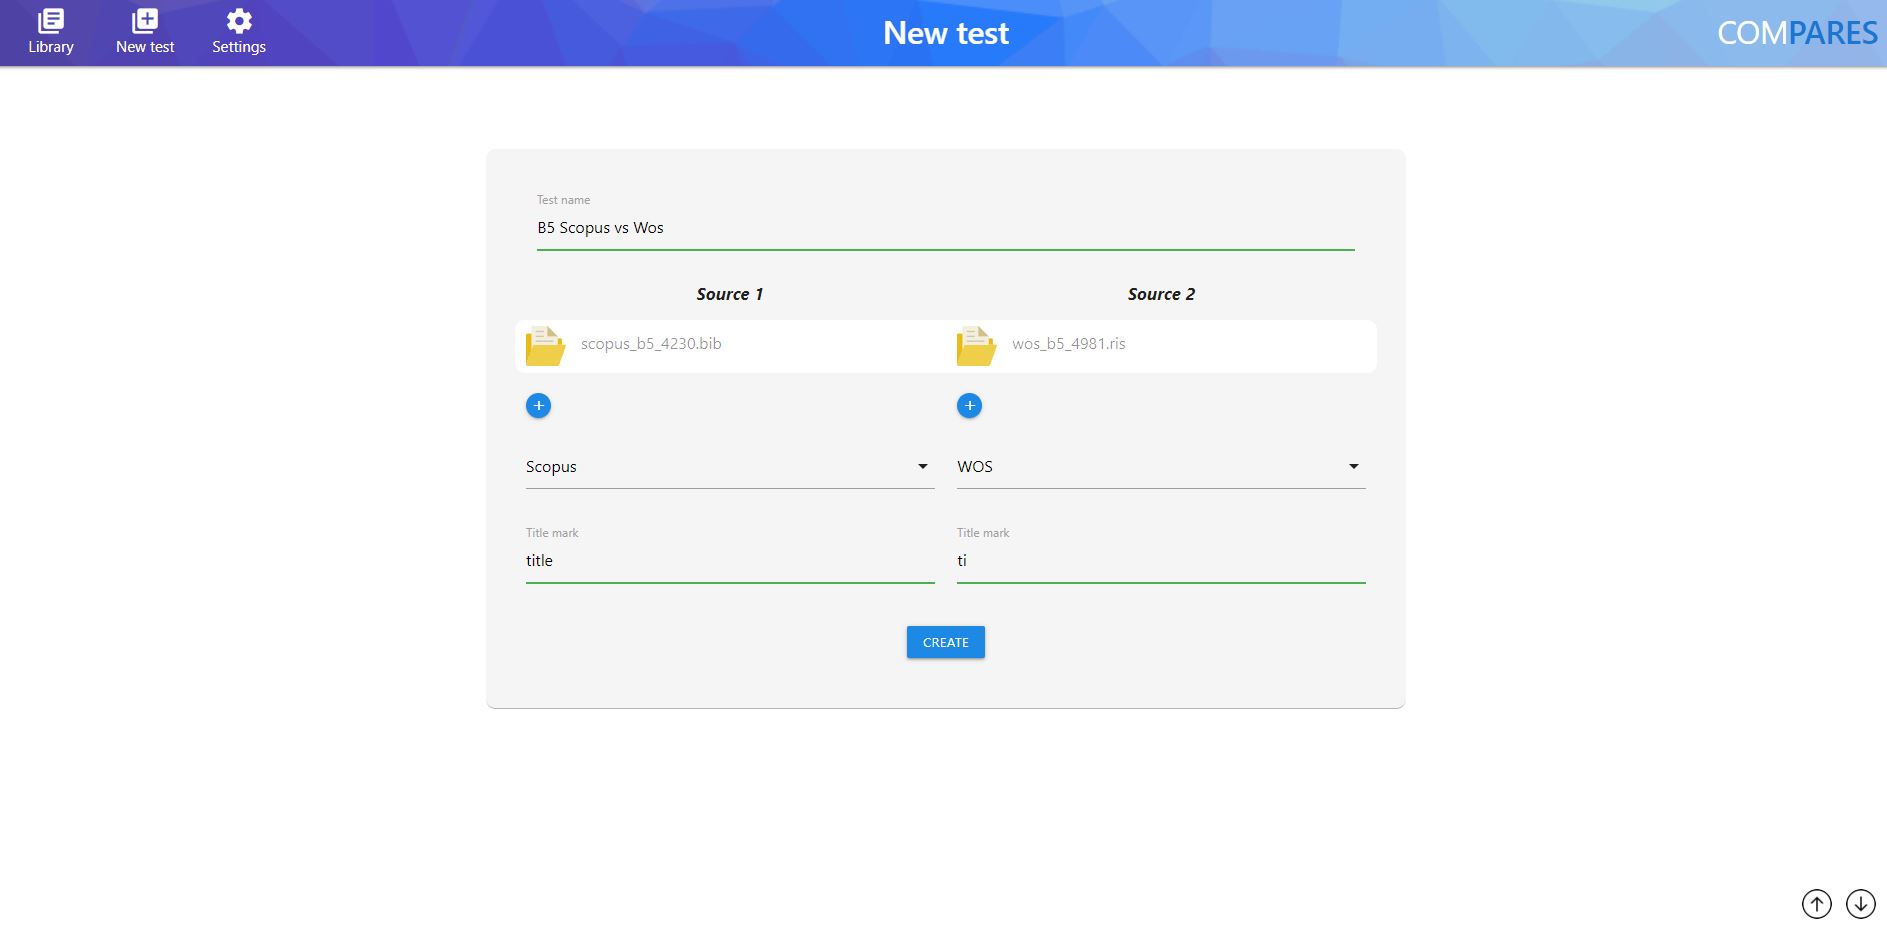 Library New test Settings
New test
COMPARES
Test name
B5 Scopus vs Wos
Source 1 Source 2
scopus_b5_4230.bib wos_b5_4981.ris
Scopus WOS
Title mark Title mark
title ti
CREATE